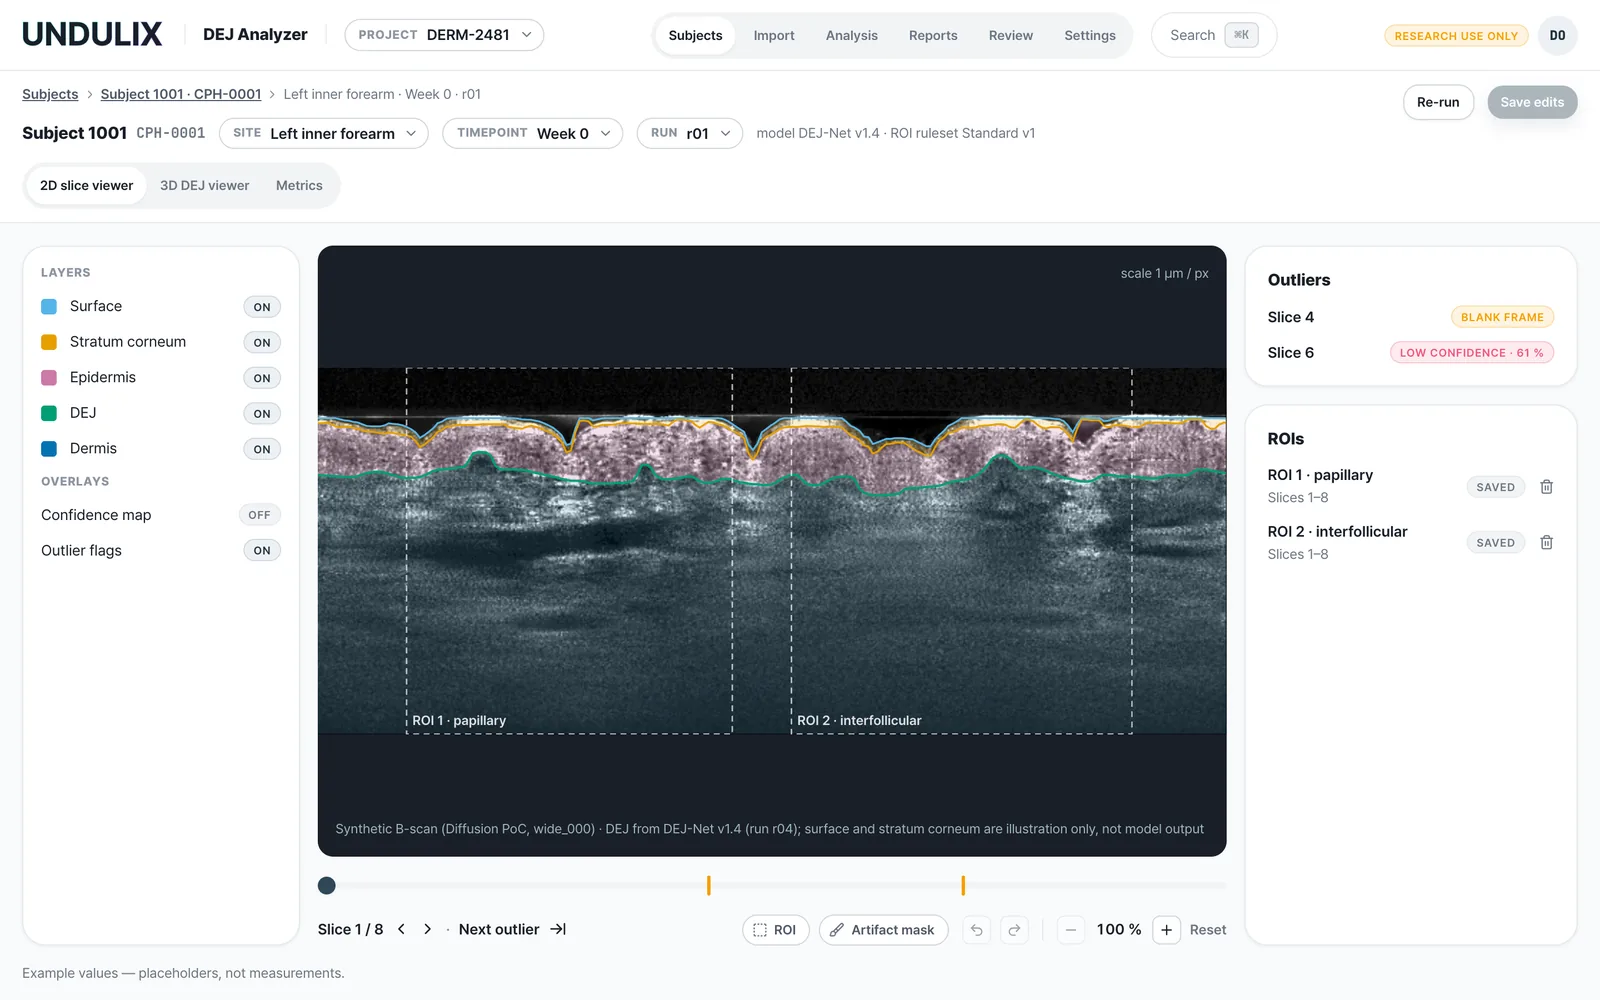 UNDULIX DEJ Analyzer PROJECT DERM-2481 Subjects Import Analysis Reports Review Settings Search ⌘K RESEARCH USE ONLY DO
Subjects > Subject 1001 · CPH-0001 > Left inner forearm · Week 0 · r01
Re-run Save edits
Subject 1001 CPH-0001 SITE Left inner forearm TIMEPOINT Week 0 RUN r01 model DEJ-Net v1.4 · ROI ruleset Standard v1
2D slice viewer 3D DEJ viewer Metrics
LAYERS
Surface ON
Stratum corneum ON
Epidermis ON
DEJ ON
Dermis ON
OVERLAYS
Confidence map OFF
Outlier flags ON
scale 1 µm / px
ROI 1 · papillary
ROI 2 · interfollicular
Synthetic B-scan (Diffusion PoC, wide_000) · DEJ from DEJ-Net v1.4 (run r04); surface and stratum corneum are illustration only, not model output
Slice 1 / 8 · Next outlier ROI Artifact mask 100 % Reset
Outliers
Slice 4 BLANK FRAME
Slice 6 LOW CONFIDENCE · 61 %
ROIs
ROI 1 · papillary
Slices 1–8
SAVED
ROI 2 · interfollicular
Slices 1–8
SAVED
Example values — placeholders, not measurements.